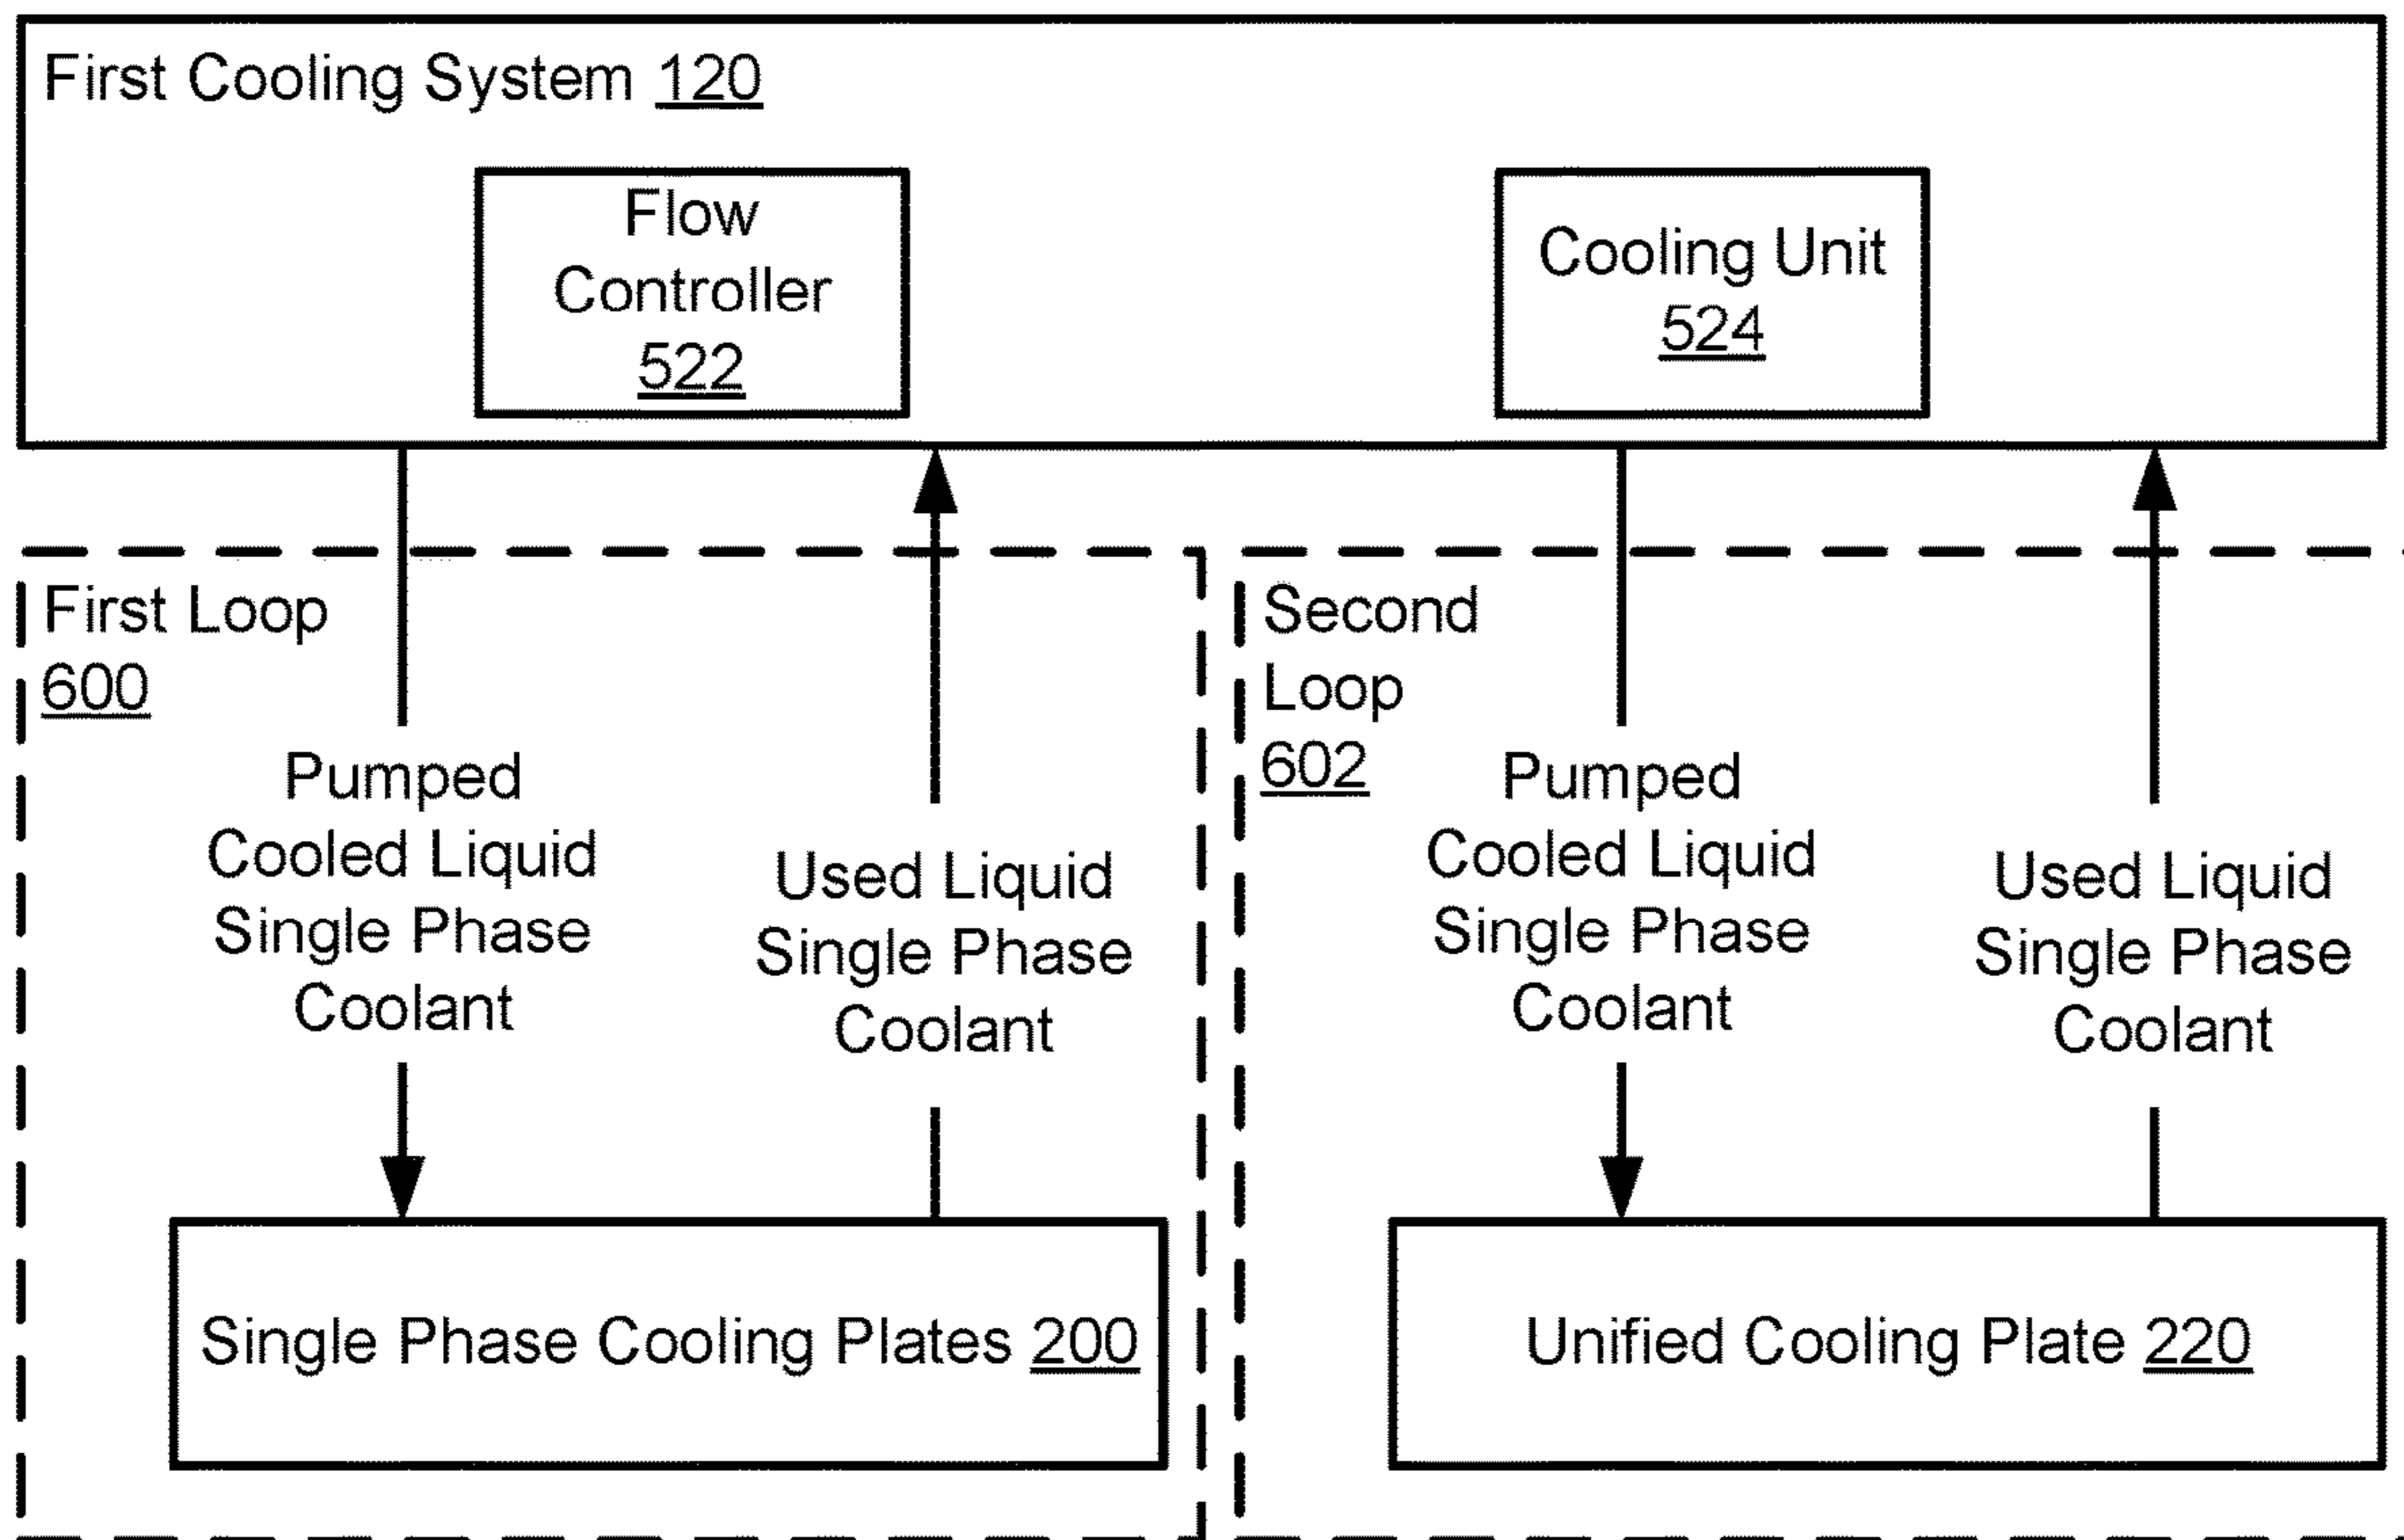 First Cooling System 120
Flow
Controller
522
Cooling Unit
524
First Loop
600
Pumped
Cooled Liquid
Single Phase
Coolant
Used Liquid
Single Phase
Coolant
Single Phase Cooling Plates 200
Second
Loop
602
Pumped
Cooled Liquid
Single Phase
Coolant
Used Liquid
Single Phase
Coolant
Unified Cooling Plate 220